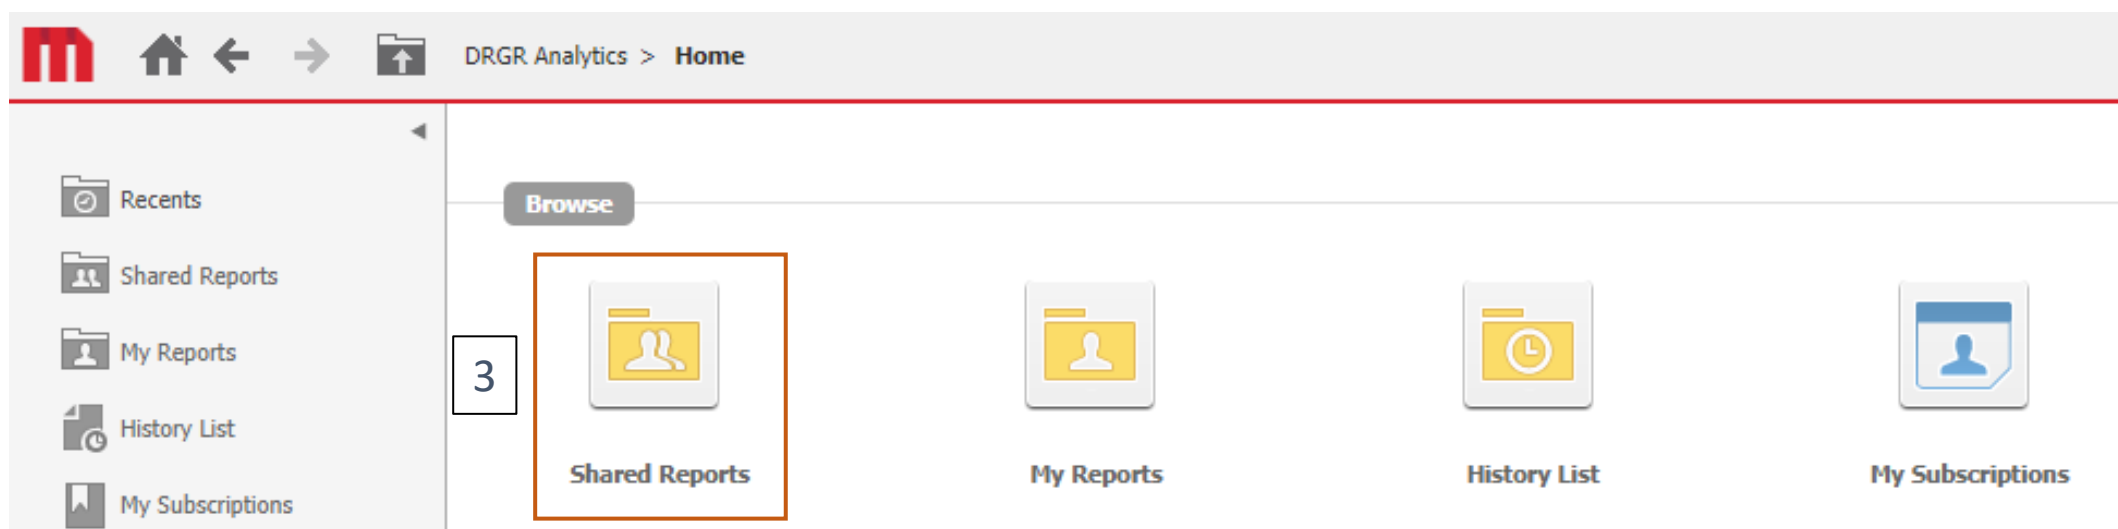 DRGR Analytics > Home
Recents
Shared Reports
My Reports
History List
My Subscriptions
Browse
3
Shared Reports
My Reports
History List
My Subscriptions